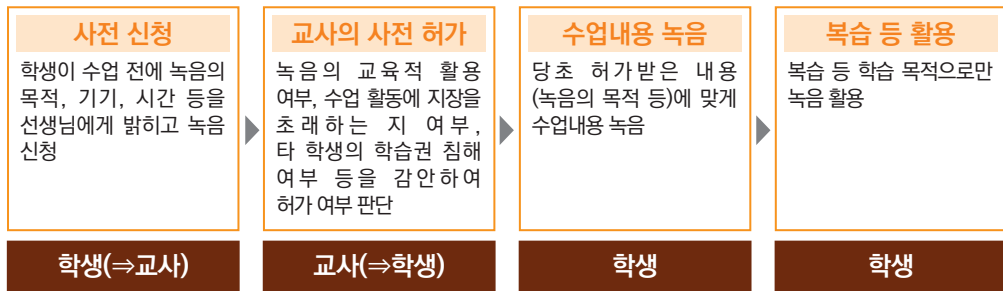 사전 신청
학생이 수업 전에 녹음의
목적, 기기, 시간 등을
선생님에게 밝히고 녹음
신청
학생(⇒교사)
교사의 사전 허가
녹음의 교육적 활용
여부, 수업 활동에 지장을
초래하는 지 여부,
타 학생의 학습권 침해
여부 등을 감안하여
허가 여부 판단
교사(⇒학생)
수업내용 녹음
당초 허가받은 내용
(녹음의 목적 등)에 맞게
수업내용 녹음
학생
복습 등 활용
복습 등 학습 목적으로만
녹음 활용
학생